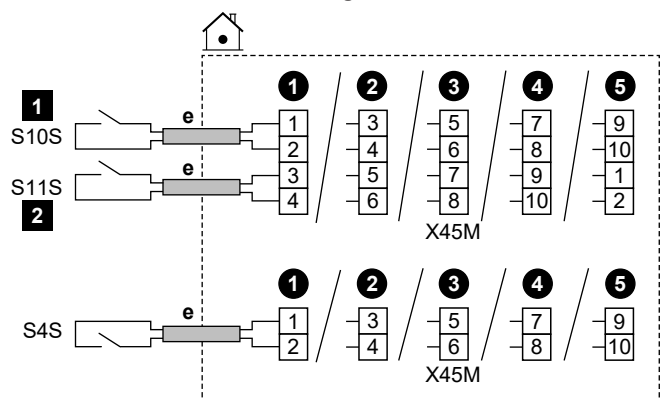 1 2 3 4 5
1
S10S e 1 3 5 7 9
2 4 6 8 10
S11S e 3 5 7 9 1
2 4 6 8 10 2
X45M
1 2 3 4 5
S4S e 1 3 5 7 9
2 4 6 8 10
X45M